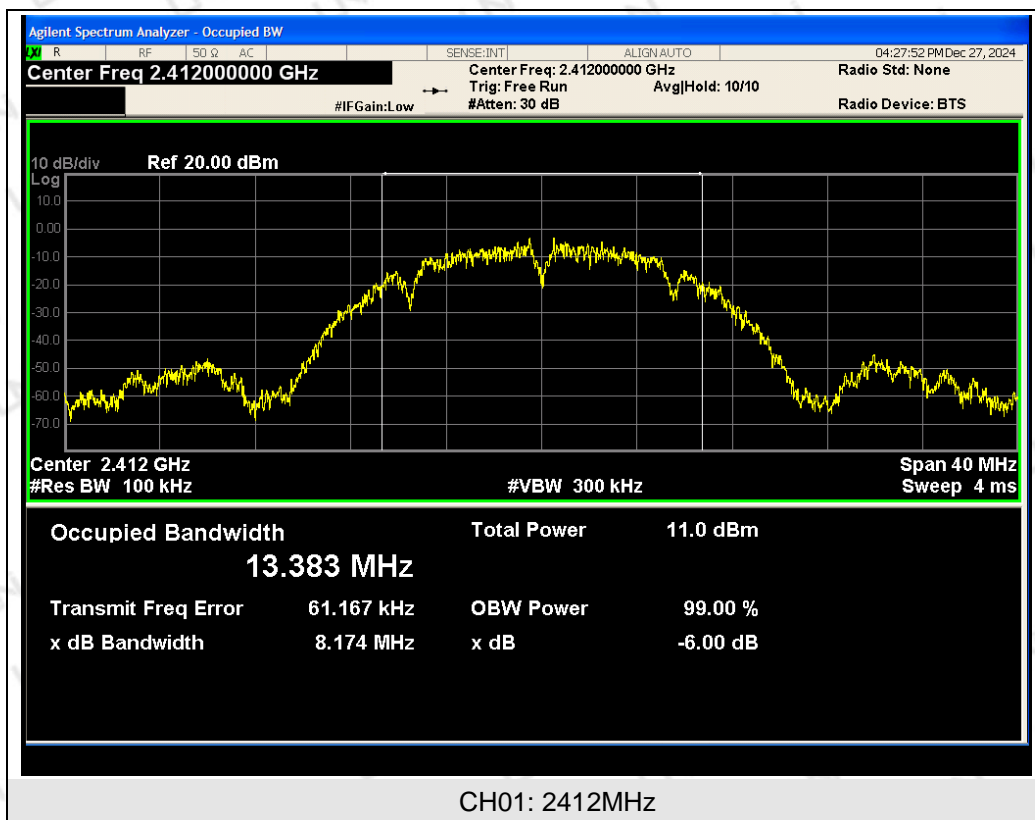 Agilent Spectrum Analyzer - Occupied BW
R RF 50 Ω AC SENSE:INT ALIGN AUTO 04:27:52 PM Dec 27, 2024
Center Freq 2.412000000 GHz Center Freq: 2.412000000 GHz Radio Std: None
Trig: Free Run Avg|Hold: 10/10
#IFGain:Low #Atten: 30 dB Radio Device: BTS
10 dB/div Ref 20.00 dBm
Log
10.0
0.00
-10.0
-20.0
-30.0
-40.0
-50.0
-60.0
-70.0
Center 2.412 GHz Span 40 MHz
#Res BW 100 kHz #VBW 300 kHz Sweep 4 ms
Occupied Bandwidth Total Power 11.0 dBm
13.383 MHz
Transmit Freq Error 61.167 kHz OBW Power 99.00 %
x dB Bandwidth 8.174 MHz x dB -6.00 dB
CH01: 2412MHz